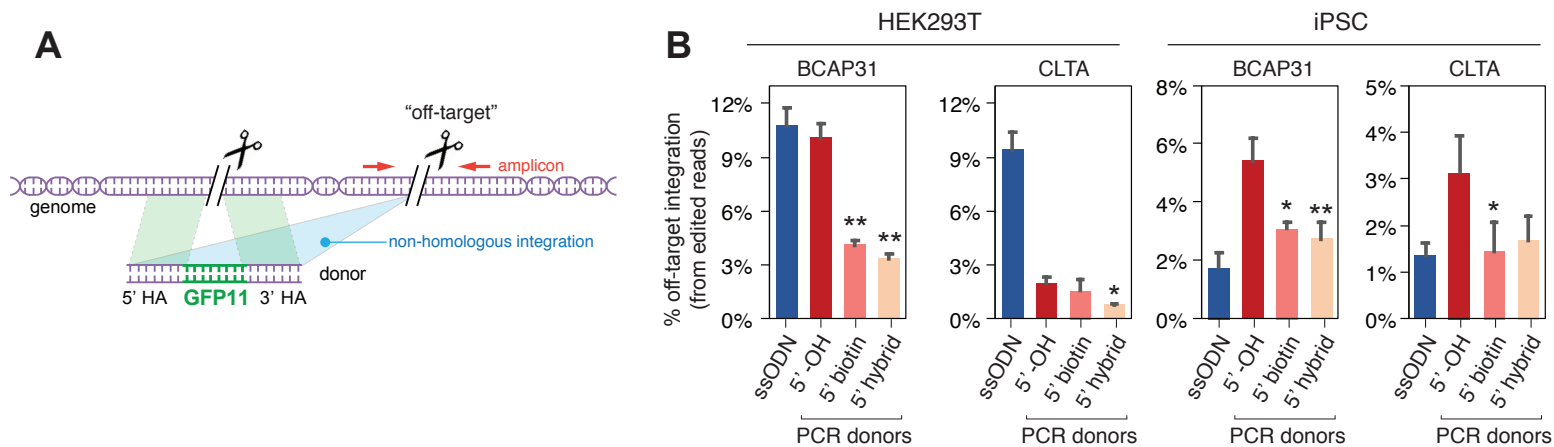 A
"off-target"
amplicon
genome
non-homologous integration
donor
5' HA
GFP11
3' HA
B
HEK293T
iPSC
BCAP31
CLTA
BCAP31
CLTA
% off-target integration
(from edited reads)
12%
9%
6%
3%
0%
**
**
ssODN
5' -OH
5' biotin
5' hybrid
PCR donors
12%
9%
6%
3%
0%
*
ssODN
5' -OH
5' biotin
5' hybrid
PCR donors
8%
6%
4%
2%
0%
*
**
ssODN
5' -OH
5' biotin
5' hybrid
PCR donors
5%
4%
3%
2%
1%
0%
*
ssODN
5' -OH
5' biotin
5' hybrid
PCR donors